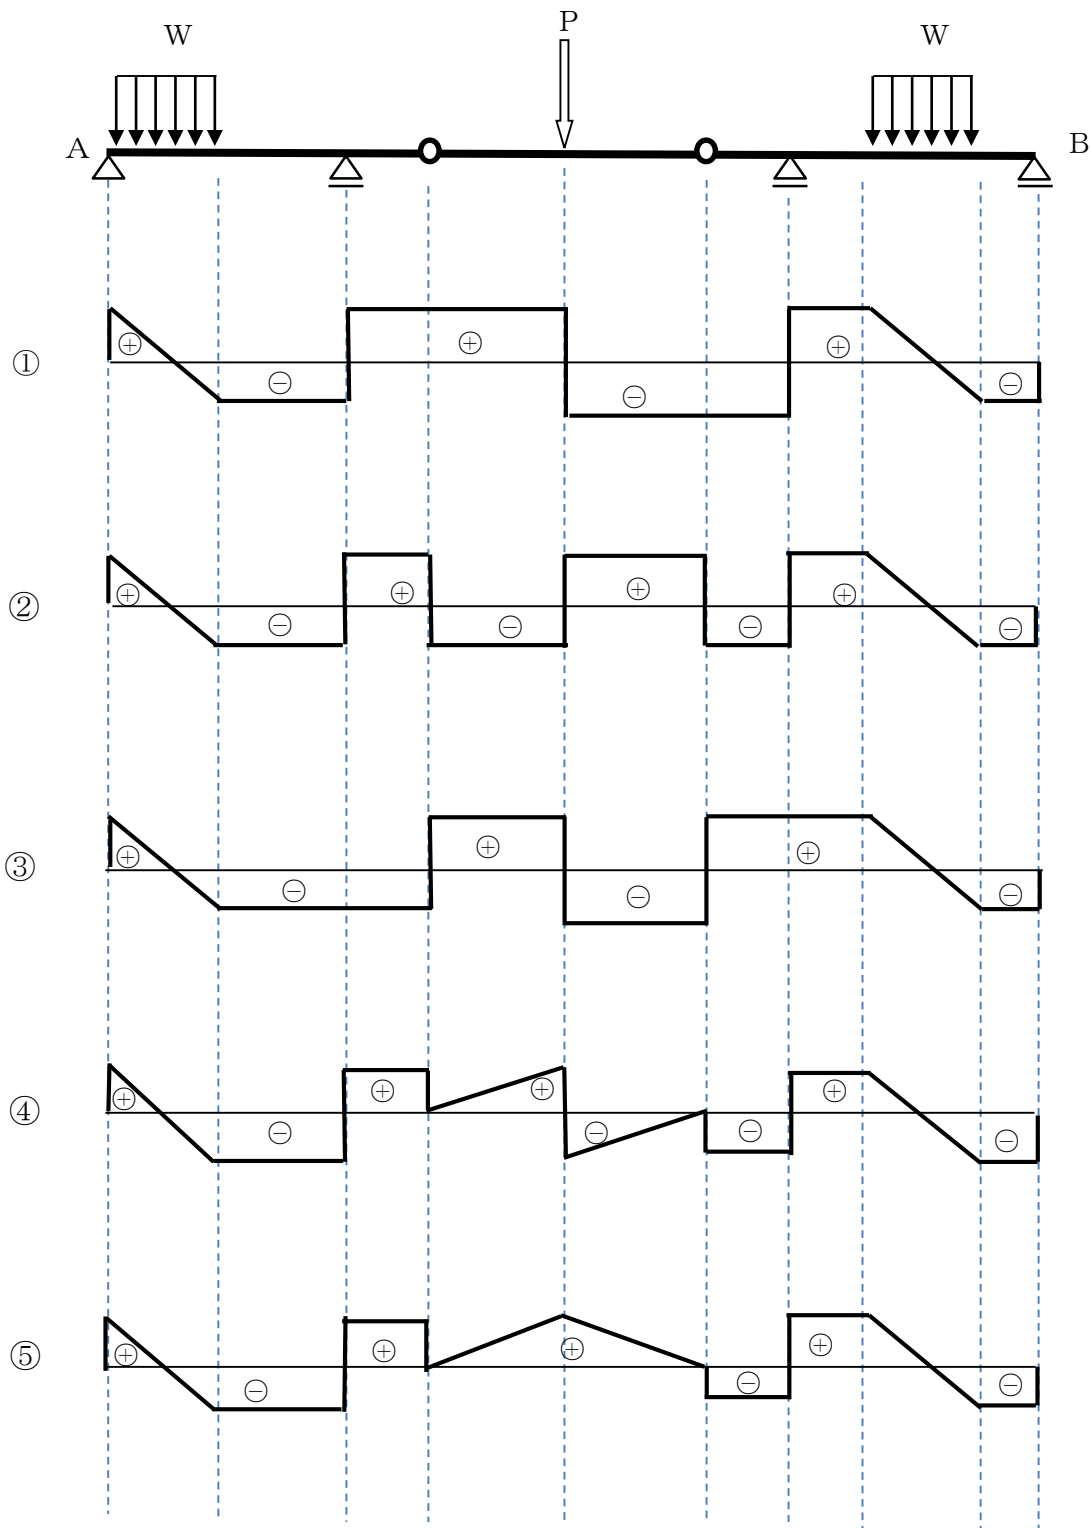 P
W W
A B
①
⊕ ⊖ ⊕ ⊖ ⊕ ⊖
②
⊕ ⊖ ⊕ ⊖ ⊕ ⊖ ⊕ ⊖
③
⊕ ⊖ ⊕ ⊖ ⊕ ⊖
④
⊕ ⊖ ⊕ ⊕ ⊖ ⊖ ⊕ ⊖
⑤
⊕ ⊖ ⊕ ⊕ ⊖ ⊕ ⊖